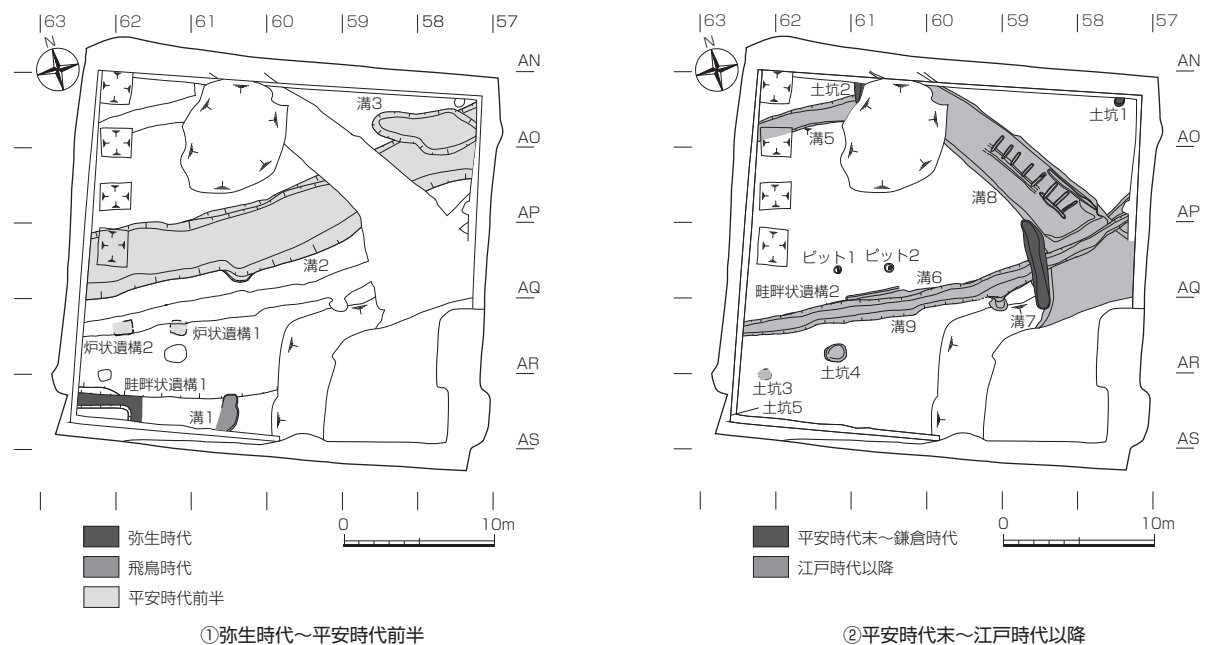 63 62 61 60 59 58 57
N
AN
溝3
AO
AP
溝2
AQ
炉状遺構1
炉状遺構2
AR
畦畔状遺構1
溝1
AS
0 10m
弥生時代
飛鳥時代
平安時代前半
①弥生時代～平安時代前半
63 62 61 60 59 58 57
N
AN
土坑2
土坑1
溝5
AO
溝8
AP
ピット1 ピット2
溝6
畦畔状遺構2
AQ
溝7
溝9
AR
土坑4
土坑3
土坑5
AS
0 10m
平安時代末～鎌倉時代
江戸時代以降
②平安時代末～江戸時代以降